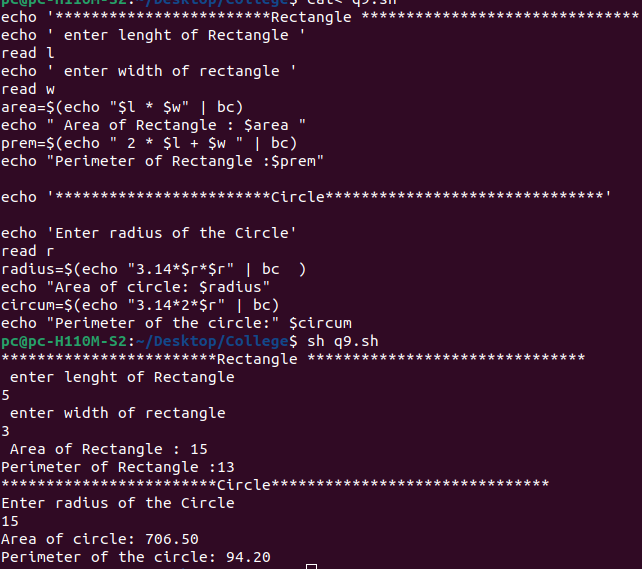 pc@pc-H110M-S2:~/Desktop/College$ cat< q9.sh
echo '************************Rectangle *******************************
echo ' enter lenght of Rectangle '
read l
echo ' enter width of rectangle '
read w
area=$(echo "$l * $w" | bc)
echo " Area of Rectangle : $area "
prem=$(echo " 2 * $l + $w " | bc)
echo "Perimeter of Rectangle :$prem"
echo '************************Circle*******************************'
echo 'Enter radius of the Circle'
read r
radius=$(echo "3.14*$r*$r" | bc  )
echo "Area of circle: $radius"
circum=$(echo "3.14*2*$r" | bc)
echo "Perimeter of the circle:" $circum
pc@pc-H110M-S2:~/Desktop/College$ sh q9.sh
************************Rectangle *******************************
 enter lenght of Rectangle
5
 enter width of rectangle
3
 Area of Rectangle : 15
Perimeter of Rectangle :13
************************Circle*******************************
Enter radius of the Circle
15
Area of circle: 706.50
Perimeter of the circle: 94.20